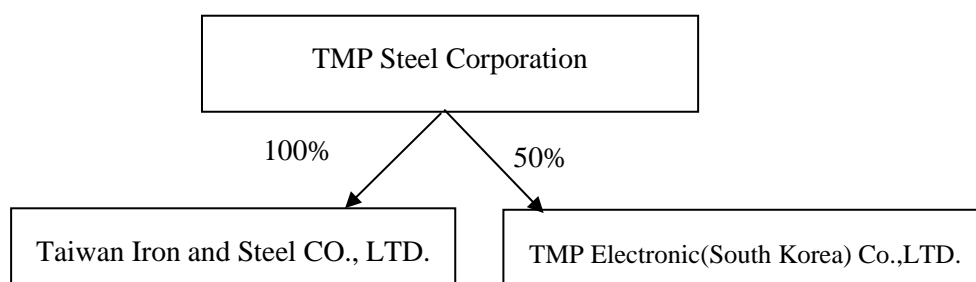 TMP Steel Corporation
100%
50%
Taiwan Iron and Steel CO., LTD.
TMP Electronic(South Korea) Co.,LTD.